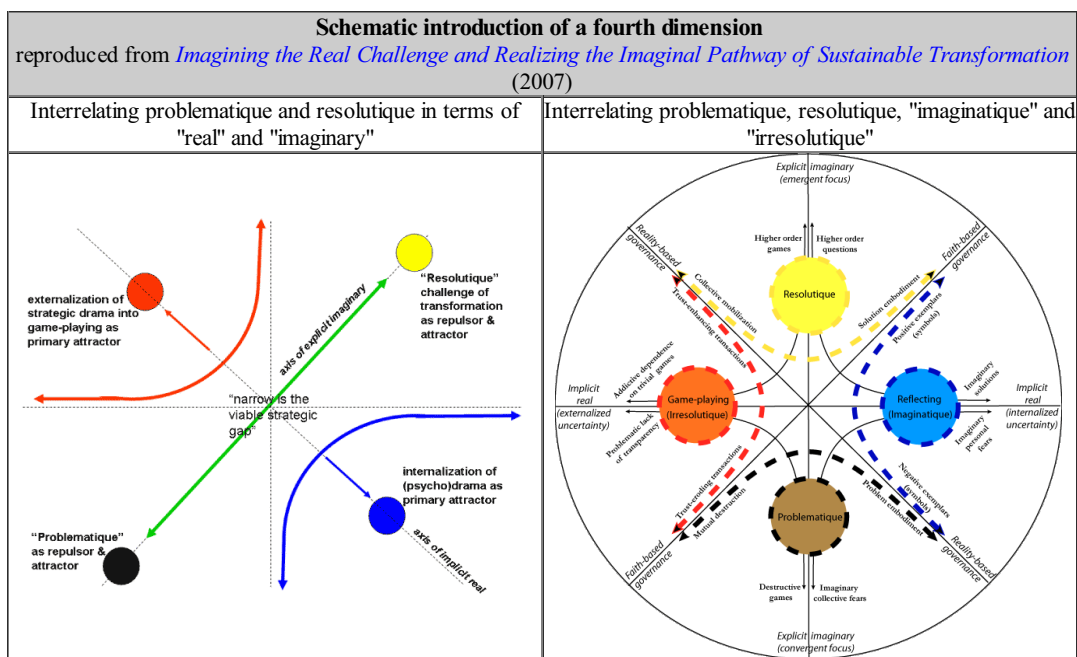 Schematic introduction of a fourth dimension
reproduced from Imagining the Real Challenge and Realizing the Imaginal Pathway of Sustainable Transformation
(2007)
Interrelating problematique and resolutique in terms of
"real" and "imaginary"
externalization of
strategic drama into
game-playing as
primary attractor
“Resolutique”
challenge of
transformation
as repulsor &
attractor
axis of explicit imaginary
"narrow is the
viable strategic
gap"
internalization of
(psycho)drama as
primary attractor
“Problematique”
as repulsor &
attractor
axis of implicit real
Interrelating problematique, resolutique, "imaginatique" and
"irresolutique"
Explicit imaginary
(emergent focus)
Reality-based
governance
Faith-based
governance
Higher order
games
Higher order
questions
Resolutique
Collective mobilization
Trust-enhancing transactions
Solution embodiment
Positive exemplars
(symbols)
Implicit
real
(externalized
uncertainty)
Addictive dependence
on trivial games
Problematic lack
of transparency
Game-playing
(Irresolutique)
Reflecting
(Imaginatique)
Imaginary
solutions
Imaginary
personal
fears
Implicit
real
(internalized
uncertainty)
Trust-eroding transactions
Mutual destruction
Negative exemplars
(symbols)
Problem embodiment
Problematique
Faith-based
governance
Reality-based
governance
Destructive
games
Imaginary
collective fears
Explicit imaginary
(convergent focus)